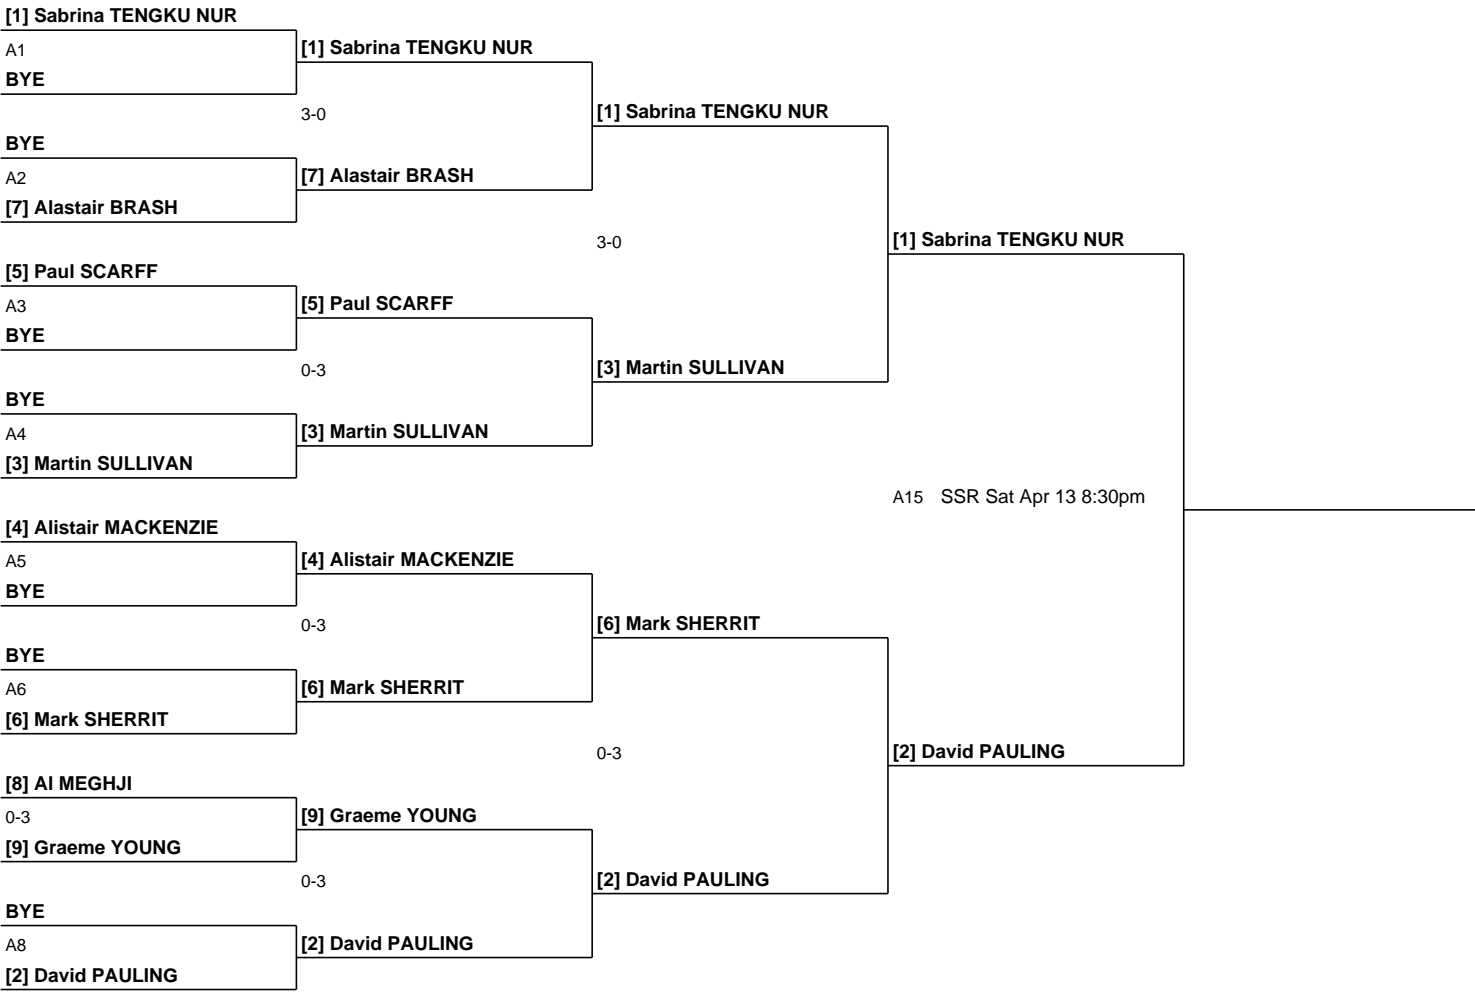 [1] Sabrina TENGKU NUR
A1
BYE
BYE
A2
[7] Alastair BRASH
[5] Paul SCARFF
A3
BYE
BYE
A4
[3] Martin SULLIVAN
[4] Alistair MACKENZIE
A5
BYE
BYE
A6
[6] Mark SHERRIT
[8] Al MEGHJI
0-3
[9] Graeme YOUNG
BYE
A8
[2] David PAULING
[1] Sabrina TENGKU NUR
3-0
[7] Alastair BRASH
[5] Paul SCARFF
0-3
[3] Martin SULLIVAN
[4] Alistair MACKENZIE
0-3
[6] Mark SHERRIT
[9] Graeme YOUNG
0-3
[2] David PAULING
[1] Sabrina TENGKU NUR
3-0
[3] Martin SULLIVAN
[6] Mark SHERRIT
0-3
[2] David PAULING
[1] Sabrina TENGKU NUR
A15 SSR Sat Apr 13 8:30pm
[2] David PAULING